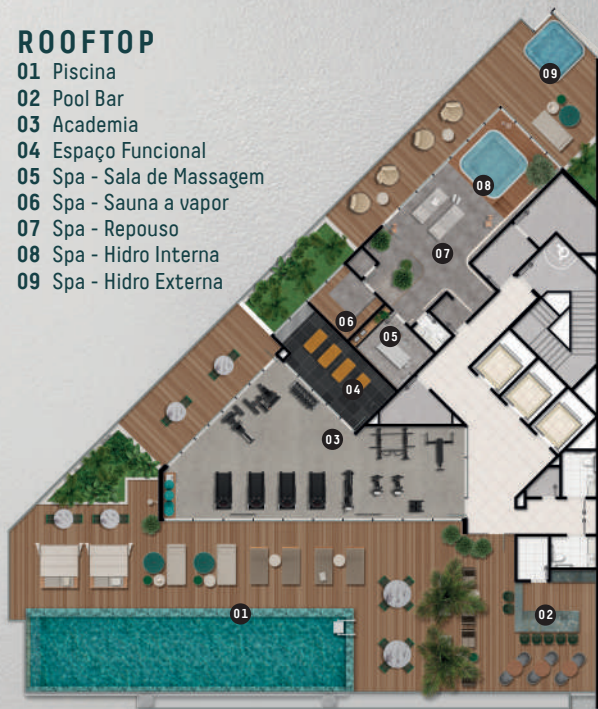 ROOFTOP
01 Piscina
02 Pool Bar
03 Academia
04 Espaço Funcional
05 Spa - Sala de Massagem
06 Spa - Sauna a vapor
07 Spa - Repouso
08 Spa - Hidro Interna
09 Spa - Hidro Externa
09
08
07
06
05
04
03
01
02